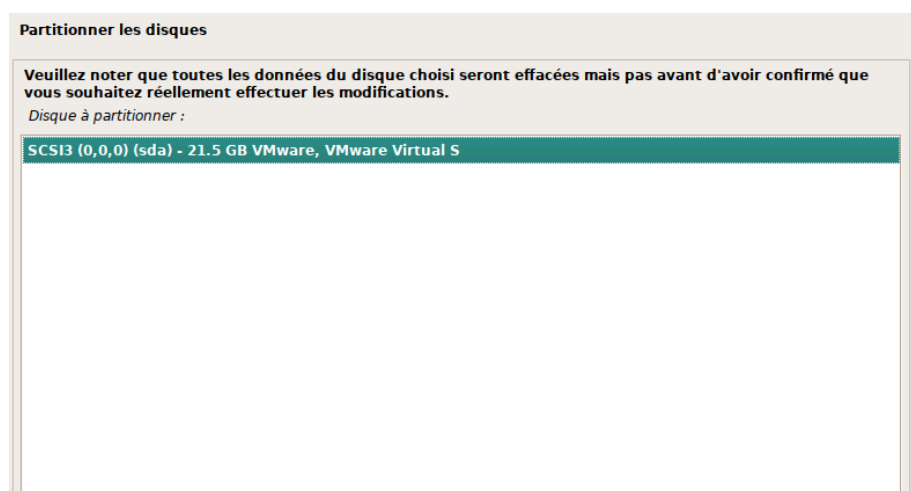 Partitionner les disques
Veuillez noter que toutes les données du disque choisi seront effacées mais pas avant d'avoir confirmé que
vous souhaitez réellement effectuer les modifications.
Disque à partitionner :
SCSI3 (0,0,0) (sda) - 21.5 GB VMware, VMware Virtual S